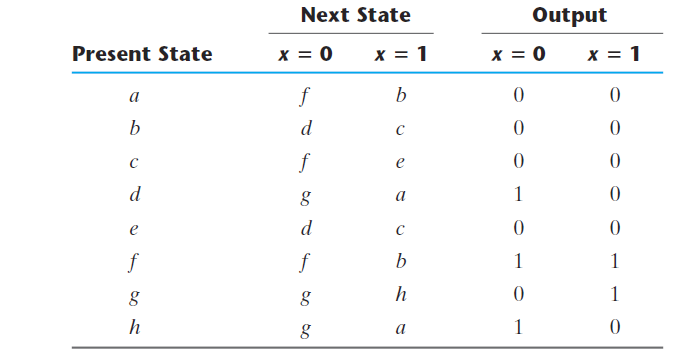 Next State Output
Present State x = 0 x = 1 x = 0 x = 1
a f b 0 0
b d c 0 0
c f e 0 0
d g a 1 0
e d c 0 0
f f b 1 1
g g h 0 1
h g a 1 0